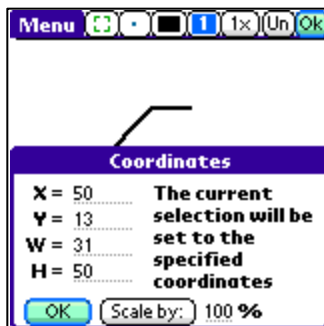 Menu 1 1x Un Ok
Coordinates
X = 50 The current
Y = 13 selection will be
W = 31 set to the
H = 50 specified
coordinates
OK Scale by: 100 %